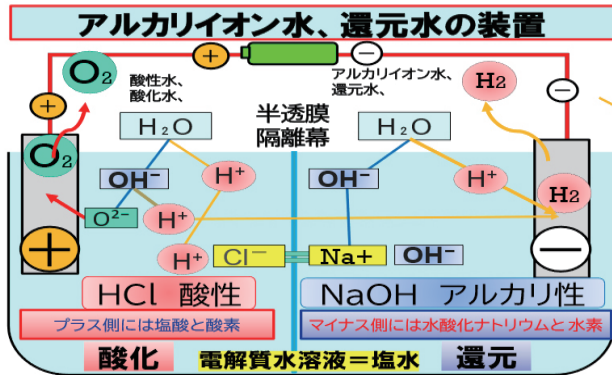 アルカリイオン水、還元水の装置
+
−
O₂
酸性水、
酸化水、
アルカリイオン水、
還元水、
H₂
+
−
半透膜
隔離幕
H₂O
H₂O
O₂
OH⁻
H⁺
OH⁻
H⁺
H₂
O²⁻
H⁺
+
H⁺
Cl⁻
Na+
OH⁻
−
HCl 酸性
NaOH アルカリ性
プラス側には塩酸と酸素
マイナス側には水酸化ナトリウムと水素
酸化
電解質水溶液=塩水
還元